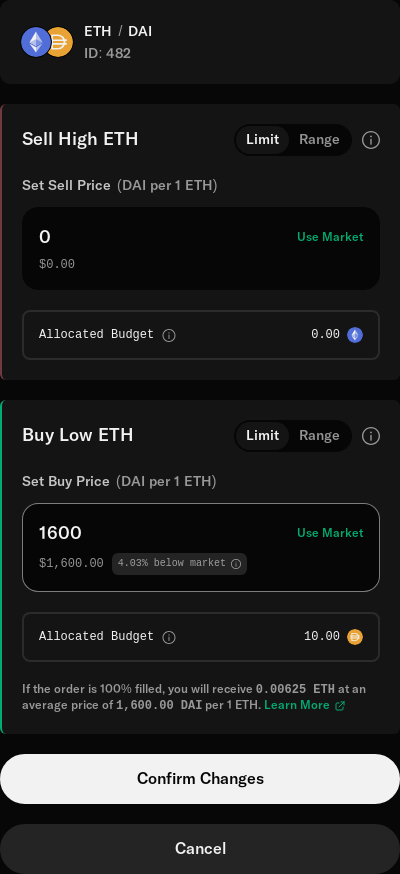 ETH / DAI
ID: 482
Sell High ETH
Limit Range
Set Sell Price (DAI per 1 ETH)
0
Use Market
$0.00
Allocated Budget
0.00
Buy Low ETH
Limit Range
Set Buy Price (DAI per 1 ETH)
1600
Use Market
$1,600.00 4.03% below market
Allocated Budget
10.00
If the order is 100% filled, you will receive 0.00625 ETH at an
average price of 1,600.00 DAI per 1 ETH. Learn More
Confirm Changes
Cancel